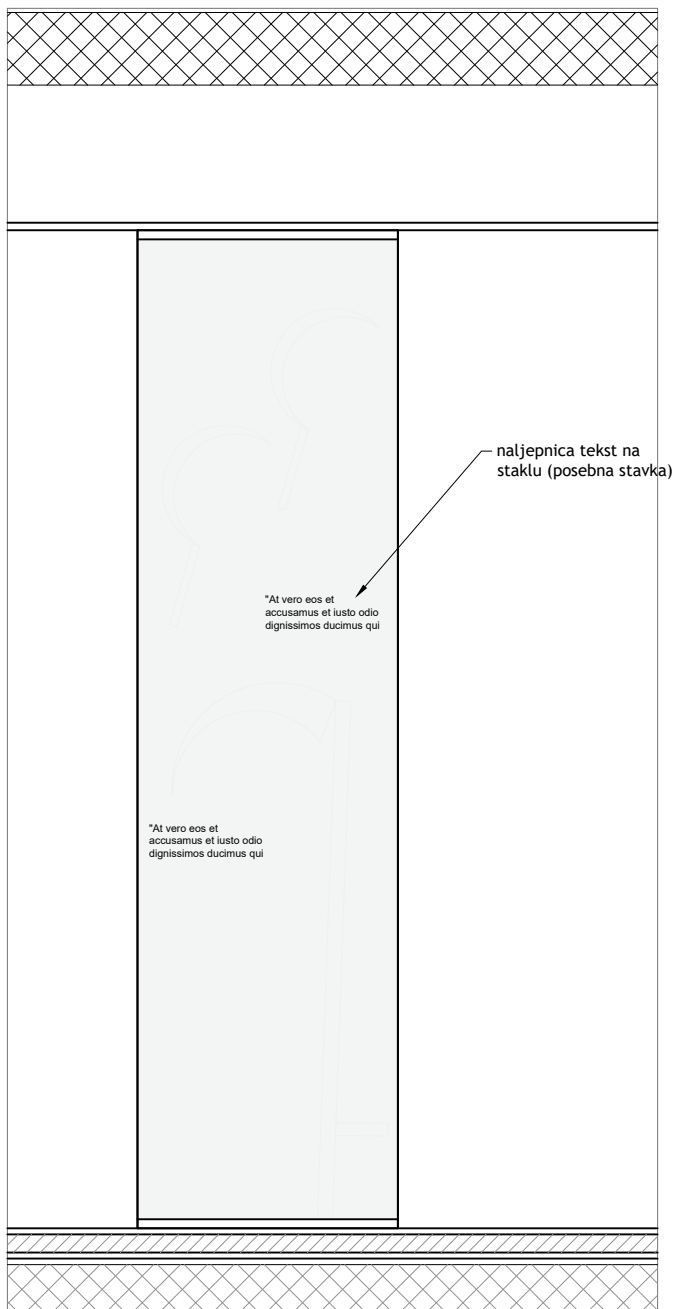 naljepnica tekst na
staklu (posebna stavka)
"At vero eos et
accusamus et iusto odio
dignissimos ducimus qui
"At vero eos et
accusamus et iusto odio
dignissimos ducimus qui